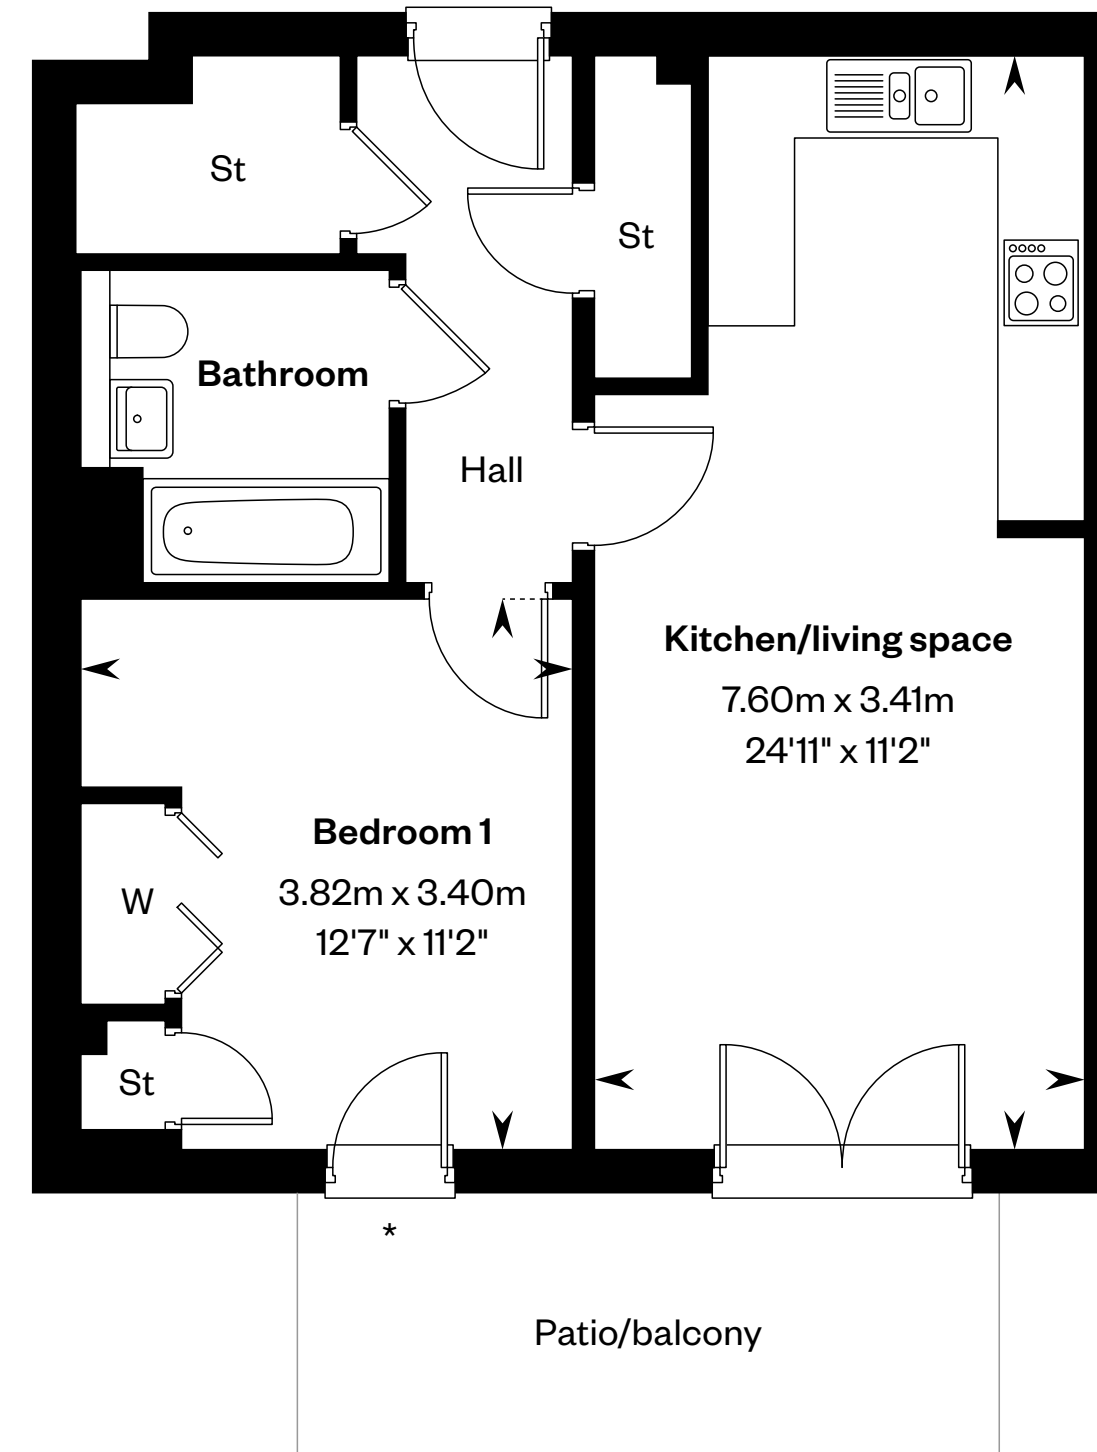 St
St
Bathroom
Hall
Kitchen/living space
7.60m x 3.41m
24'11" x 11'2"
Bedroom 1
3.82m x 3.40m
12'7" x 11'2"
W
St
*
Patio/balcony